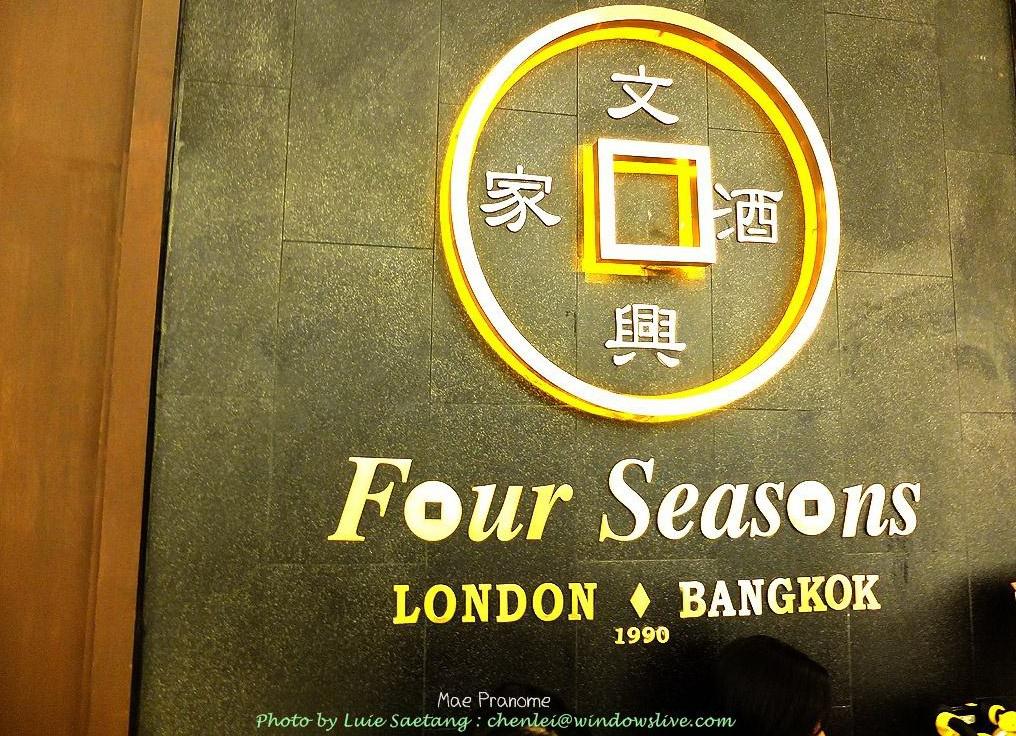 文
家 酒
興
Four Seasons
LONDON ♦ BANGKOK
1990
Mae Pranome
Photo by Luie Saetang : chenlei@windowslive.com